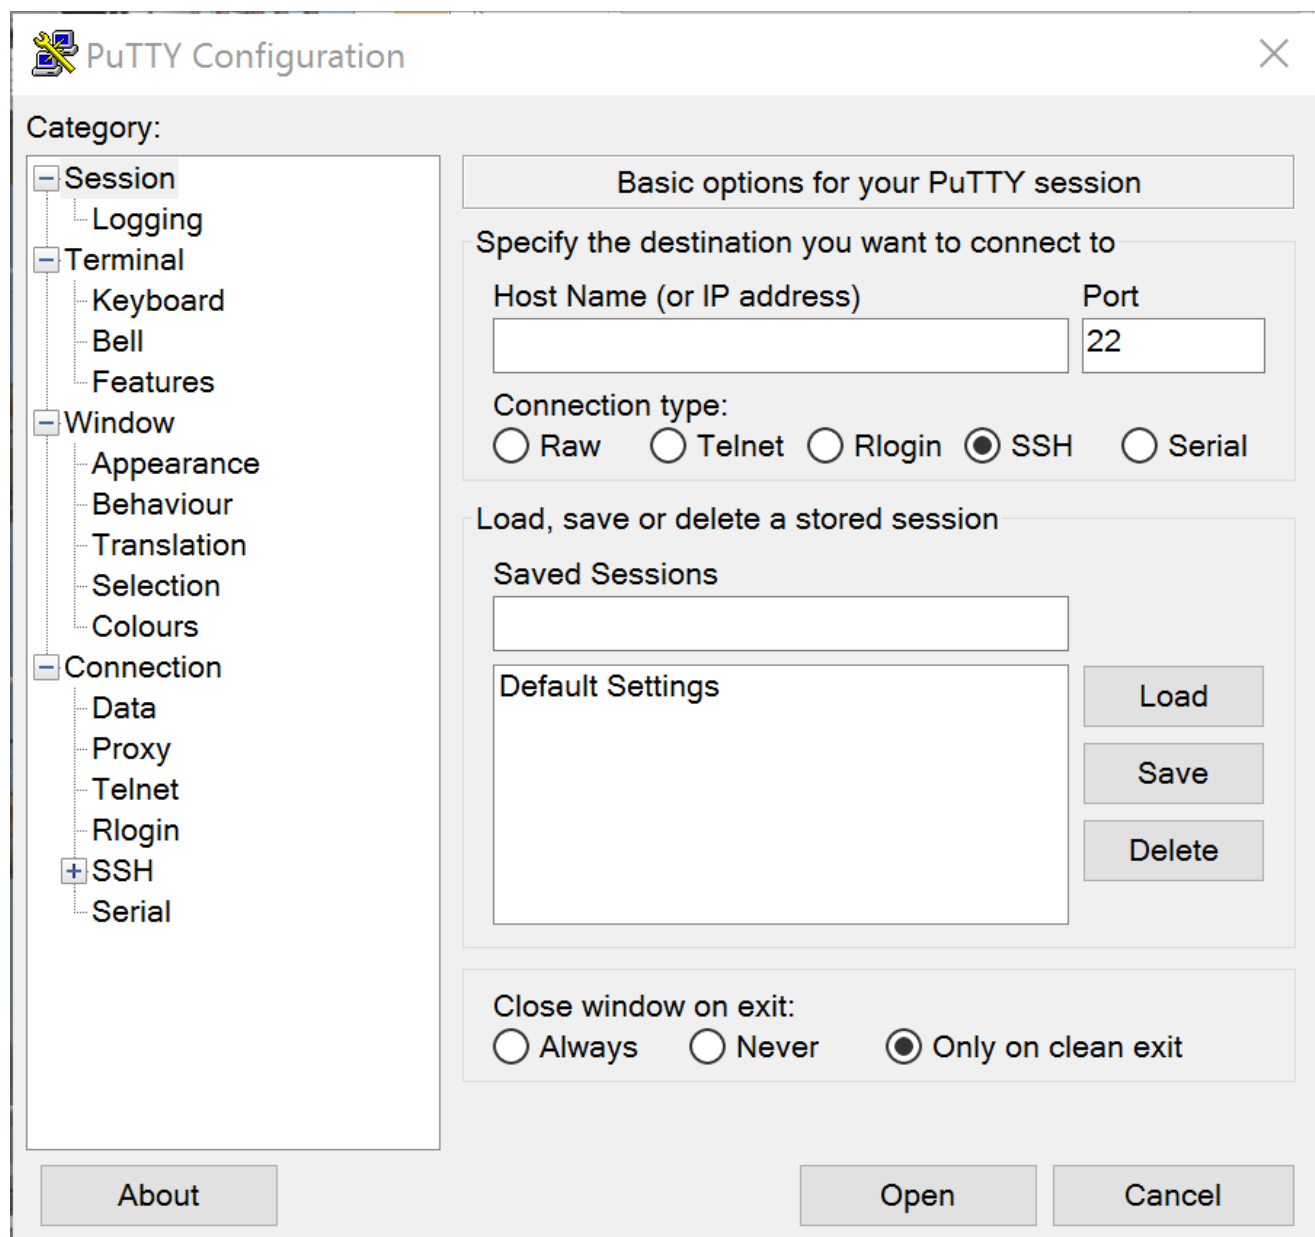 PuTTY Configuration
Category:
Session
Logging
Terminal
Keyboard
Bell
Features
Window
Appearance
Behaviour
Translation
Selection
Colours
Connection
Data
Proxy
Telnet
Rlogin
SSH
Serial
Basic options for your PuTTY session
Specify the destination you want to connect to
Host Name (or IP address) Port
22
Connection type:
Raw Telnet Rlogin SSH Serial
Load, save or delete a stored session
Saved Sessions
Default Settings
Load
Save
Delete
Close window on exit:
Always Never Only on clean exit
About Open Cancel